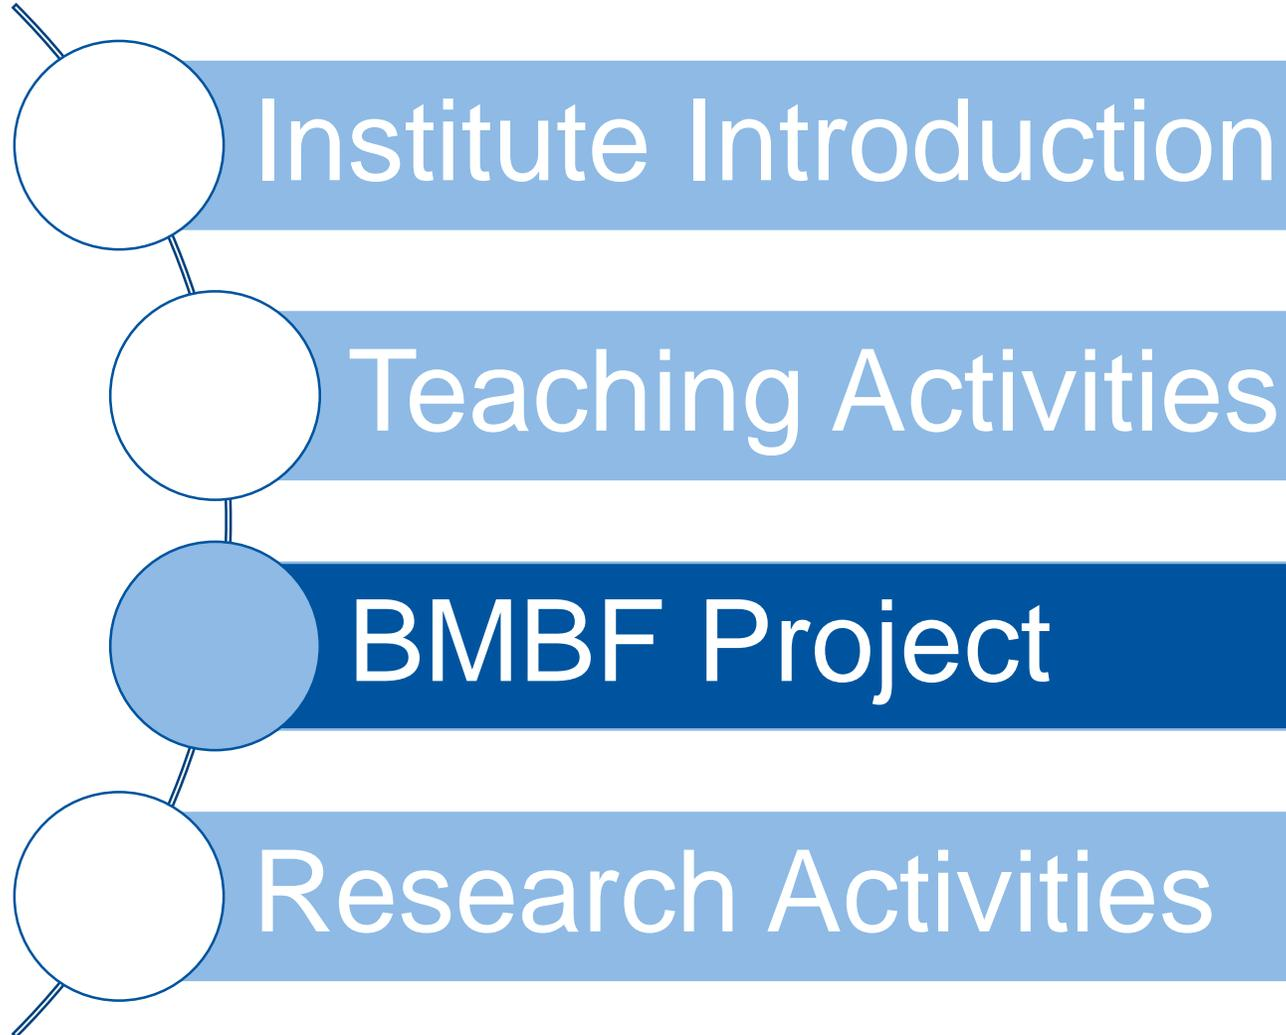 Institute Introduction
Teaching Activities
BMBF Project
Research Activities